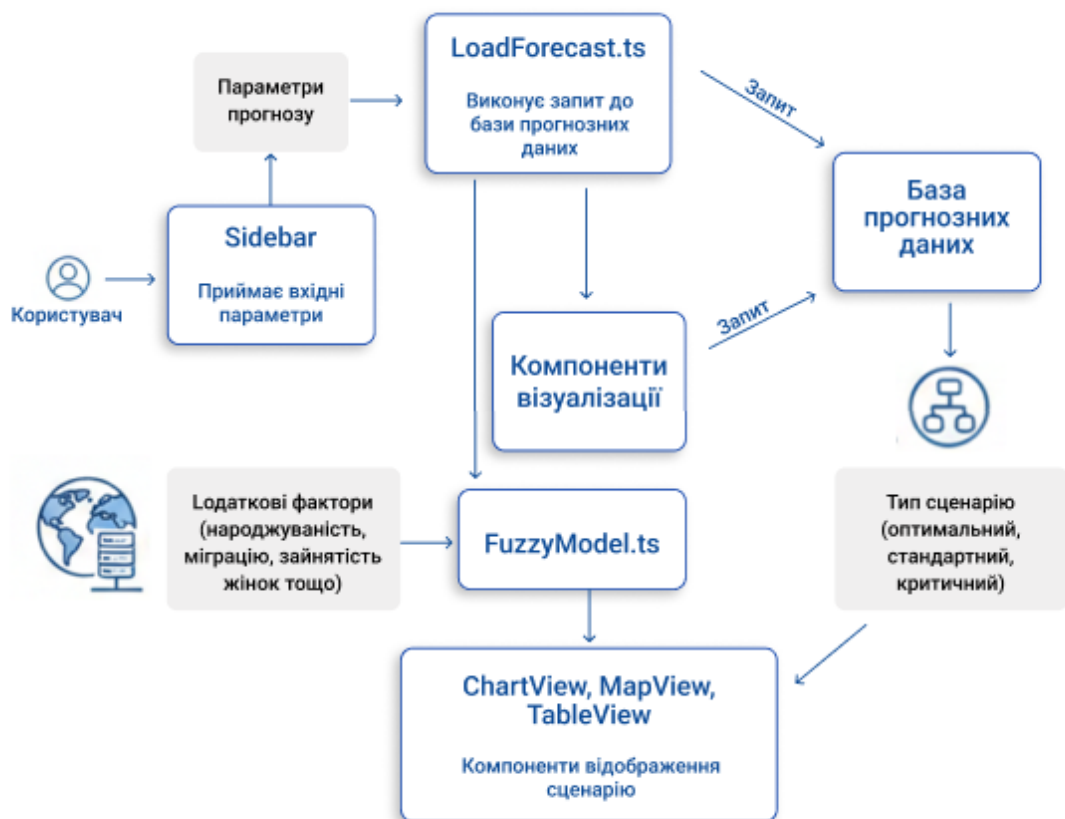 LoadForecast.ts
Виконує запит до
бази прогнозних
даних
Параметри
прогнозу
Запит
База
прогнозних
даних
Sidebar
Приймає вхідні
параметри
Користувач
Запит
Компоненти
візуалізації
Lодаткові фактори
(народжуваність,
міграцію, зайнятість
жінок тощо)
FuzzyModel.ts
Тип сценарію
(оптимальний,
стандартний,
критичний)
ChartView, MapView,
TableView
Компоненти відображення
сценарію